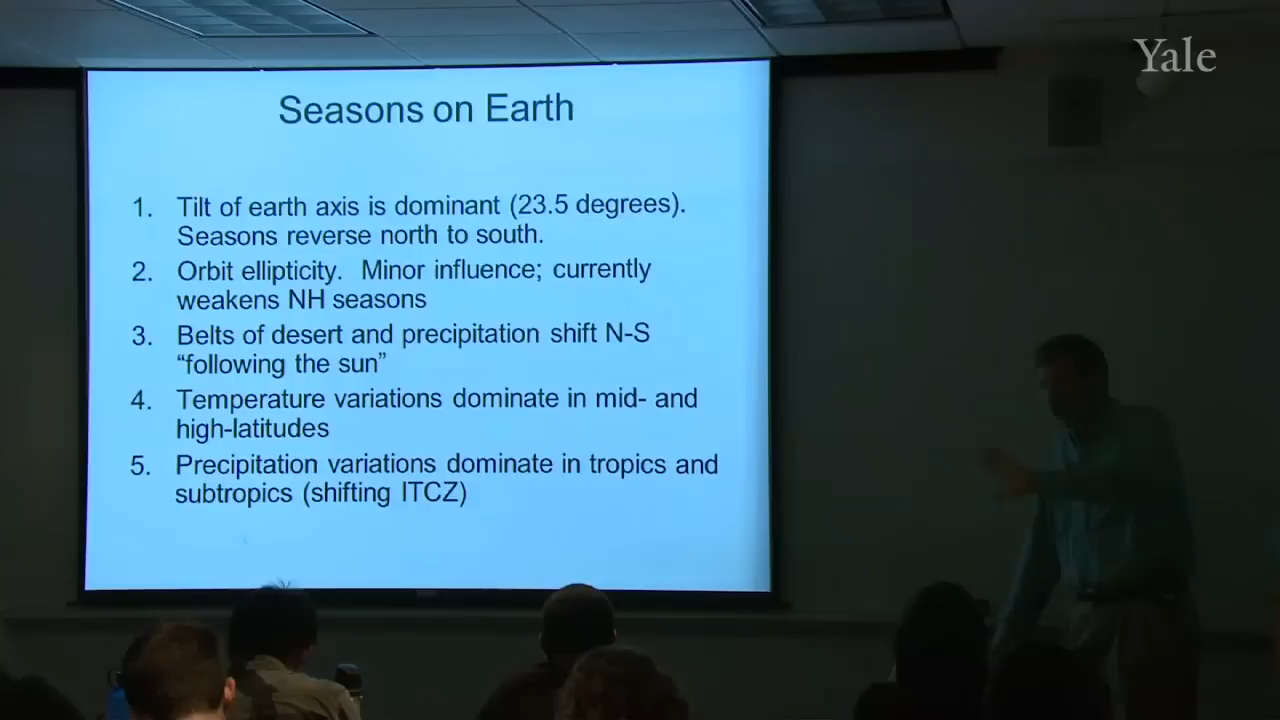 Yale
Seasons on Earth
1. Tilt of earth axis is dominant (23.5 degrees).
Seasons reverse north to south.
2. Orbit ellipticity. Minor influence; currently
weakens NH seasons
3. Belts of desert and precipitation shift N-S
“following the sun”
4. Temperature variations dominate in mid- and
high-latitudes
5. Precipitation variations dominate in tropics and
subtropics (shifting ITCZ)